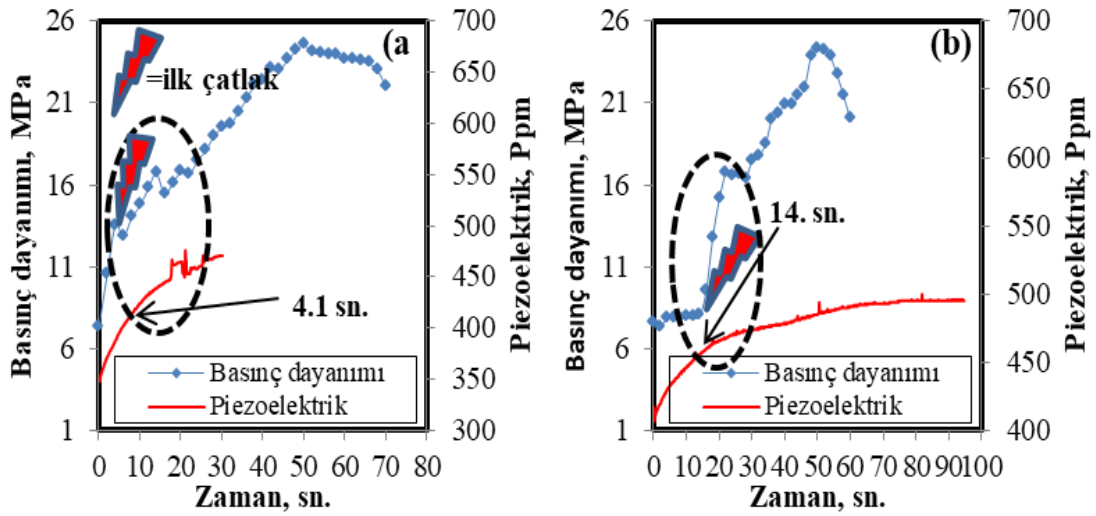 26
21
16
11
6
1
Basınç dayanımı, MPa
700
650
600
550
500
450
400
350
300
Piezoelektrik, Ppm
(a
=ilk çatlak
4.1 sn.
Basınç dayanımı
Piezoelektrik
0 10 20 30 40 50 60 70 80
Zaman, sn.
26
21
16
11
6
1
Basınç dayanımı, MPa
700
650
600
550
500
450
400
Piezoelektrik, Ppm
(b)
14. sn.
Basınç dayanımı
Piezoelektrik
0 10 20 30 40 50 60 70 80 90 100
Zaman, sn.